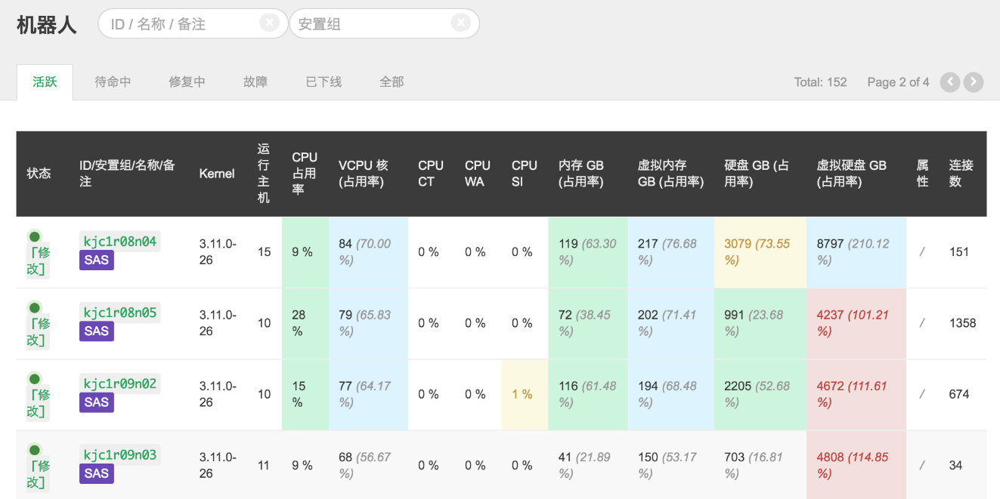 机器人
ID / 名称 / 备注
安置组
活跃 待命中 修复中 故障 已下线 全部
Total: 152 Page 2 of 4
状态
ID/安置组/名称/备
注
Kernel
运
行
主
机
CPU
占用
率
VCPU 核
(占用率)
CPU
CT
CPU
WA
CPU
SI
内存 GB
(占用率)
虚拟内存
GB (占用率)
硬盘 GB (占
用率)
虚拟硬盘 GB
(占用率)
属
性
连接
数
「修
改]
kjc1r08n04
SAS
3.11.0-
26
15
9 %
84 (70.00
%)
0 %
0 %
0 %
119 (63.30
%)
217 (76.68
%)
3079 (73.55
%)
8797 (210.12
%)
/
151
「修
改]
kjc1r08n05
SAS
3.11.0-
26
10
28
%
79 (65.83
%)
0 %
0 %
0 %
72 (38.45
%)
202 (71.41
%)
991 (23.68
%)
4237 (101.21
%)
/
1358
「修
改]
kjc1r09n02
SAS
3.11.0-
26
10
15
%
77 (64.17
%)
0 %
0 %
1 %
116 (61.48
%)
194 (68.48
%)
2205 (52.68
%)
4672 (111.61
%)
/
674
「修
改]
kjc1r09n03
SAS
3.11.0-
26
11
9 %
68 (56.67
%)
0 %
0 %
0 %
41 (21.89
%)
150 (53.17
%)
703 (16.81
%)
4808 (114.85
%)
/
34